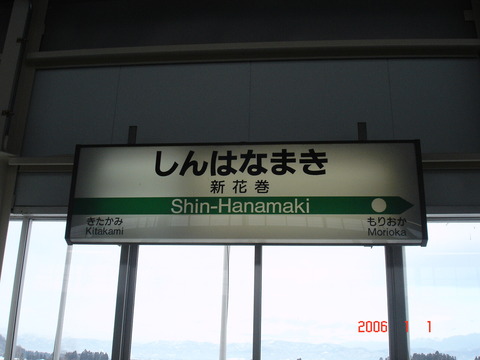 しんはなまき
新花巻
Shin-Hanamaki
きたかみ
Kitakami
もりおか
Morioka
2006 1 1